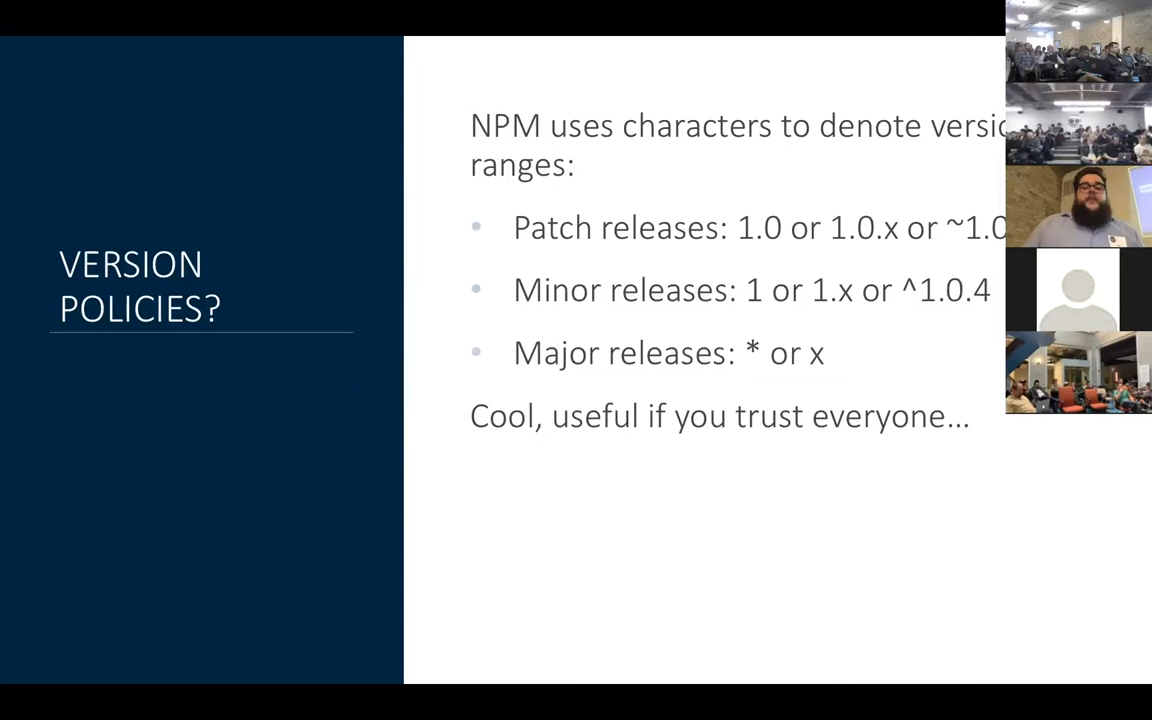 VERSION
POLICIES?
NPM uses characters to denote
ranges:
• Patch releases: 1.0 or 1.0.x or ~1.0
• Minor releases: 1 or 1.x or ^1.0.4
• Major releases: * or x
Cool, useful if you trust everyone...